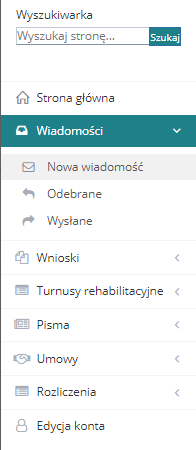 Wyszukiwarka
Wyszukaj stronę... Szukaj
Strona główna
Wiadomości
Nowa wiadomość
Odebrane
Wysłane
Wnioski
Turnusy rehabilitacyjne
Pisma
Umowy
Rozliczenia
Edycja konta